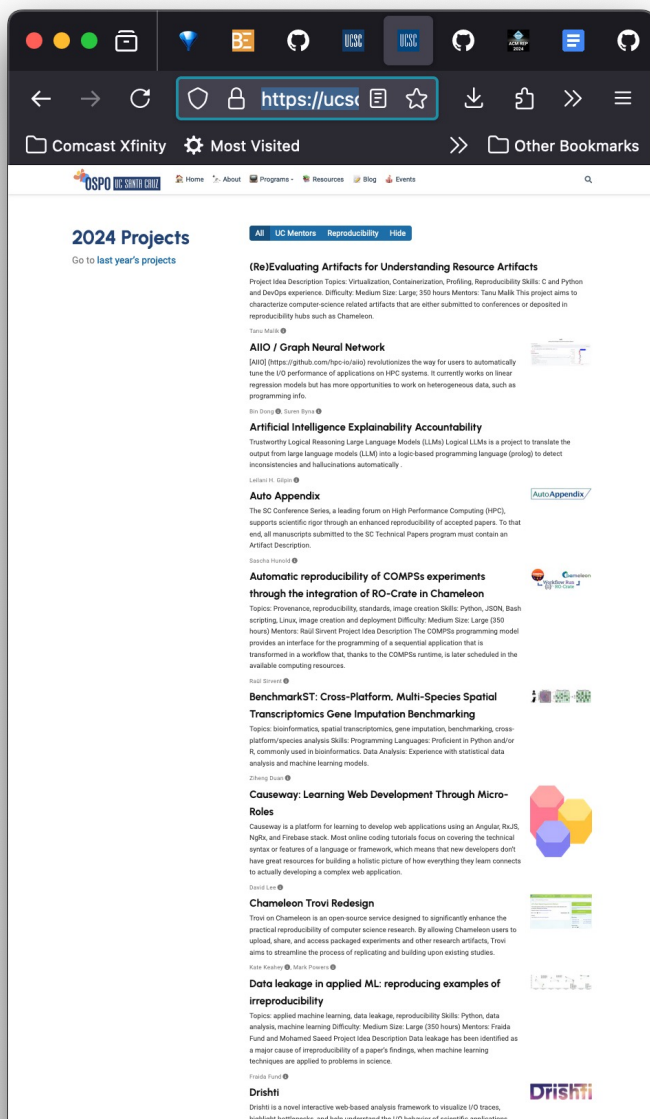 BE
UCSC
UCSC
ACM REP
2024
https://ucsc
Comcast Xfinity
Most Visited
Other Bookmarks
OSPO UC SANTA CRUZ
Home
About
Programs
Resources
Blog
Events
2024 Projects
Go to last year's projects
All
UC Mentors
Reproducibility
Hide
(Re)Evaluating Artifacts for Understanding Resource Artifacts
Project Idea Description Topics: Virtualization, Containerization, Profiling, Reproducibility Skills: C and Python
and DevOps experience. Difficulty: Medium Size: Large; 350 hours Mentors: Tanu Malik This project aims to
characterize computer-science related artifacts that are either submitted to conferences or deposited in
reproducibility hubs such as Chameleon.
Tanu Malik
AIIO / Graph Neural Network
[AIIO] (https://github.com/hpc-io/aiio) revolutionizes the way for users to automatically
tune the I/O performance of applications on HPC systems. It currently works on linear
regression models but has more opportunities to work on heterogeneous data, such as
programming info.
Bin Dong, Suren Byna
Artificial Intelligence Explainability Accountability
Trustworthy Logical Reasoning Large Language Models (LLMs) Logical LLMs is a project to translate the
output from large language models (LLM) into a logic-based programming language (prolog) to detect
inconsistencies and hallucinations automatically .
Leilani H. Gilpin
Auto Appendix
AutoAppendix
The SC Conference Series, a leading forum on High Performance Computing (HPC),
supports scientific rigor through an enhanced reproducibility of accepted papers. To that
end, all manuscripts submitted to the SC Technical Papers program must contain an
Artifact Description.
Sascha Hunold
Automatic reproducibility of COMPSs experiments
through the integration of RO-Crate in Chameleon
Chameleon
Workflow Run
RO-Crate
Topics: Provenance, reproducibility, standards, image creation Skills: Python, JSON, Bash
scripting, Linux, image creation and deployment Difficulty: Medium Size: Large (350
hours) Mentors: Raül Sirvent Project Idea Description The COMPSs programming model
provides an interface for the programming of a sequential application that is
transformed in a workflow that, thanks to the COMPSs runtime, is later scheduled in the
available computing resources.
Raül Sirvent
BenchmarkST: Cross-Platform, Multi-Species Spatial
Transcriptomics Gene Imputation Benchmarking
Topics: bioinformatics, spatial transcriptomics, gene imputation, benchmarking, cross-
platform/species analysis Skills: Programming Languages: Proficient in Python and/or
R, commonly used in bioinformatics. Data Analysis: Experience with statistical data
analysis and machine learning models.
Ziheng Duan
Causeway: Learning Web Development Through Micro-
Roles
Causeway is a platform for learning to develop web applications using an Angular, RxJS,
NgRx, and Firebase stack. Most online coding tutorials focus on covering the technical
syntax or features of a language or framework, which means that new developers don't
have great resources for building a holistic picture of how everything they learn connects
to actually developing a complex web application.
David Lee
Chameleon Trovi Redesign
Trovi on Chameleon is an open-source service designed to significantly enhance the
practical reproducibility of computer science research. By allowing Chameleon users to
upload, share, and access packaged experiments and other research artifacts, Trovi
aims to streamline the process of replicating and building upon existing studies.
Kate Keahey, Mark Powers
Data leakage in applied ML: reproducing examples of
irreproducibility
Topics: applied machine learning, data leakage, reproducibility Skills: Python, data
analysis, machine learning Difficulty: Medium Size: Large (350 hours) Mentors: Fraida
Fund and Mohamed Saeed Project Idea Description Data leakage has been identified as
a major cause of irreproducibility of a paper's findings, when machine learning
techniques are applied to problems in science.
Fraida Fund
Drishti
Drishti
Drishti is a novel interactive web-based analysis framework to visualize I/O traces,
highlight bottlenecks, and help understand the I/O behavior of scientific applications.